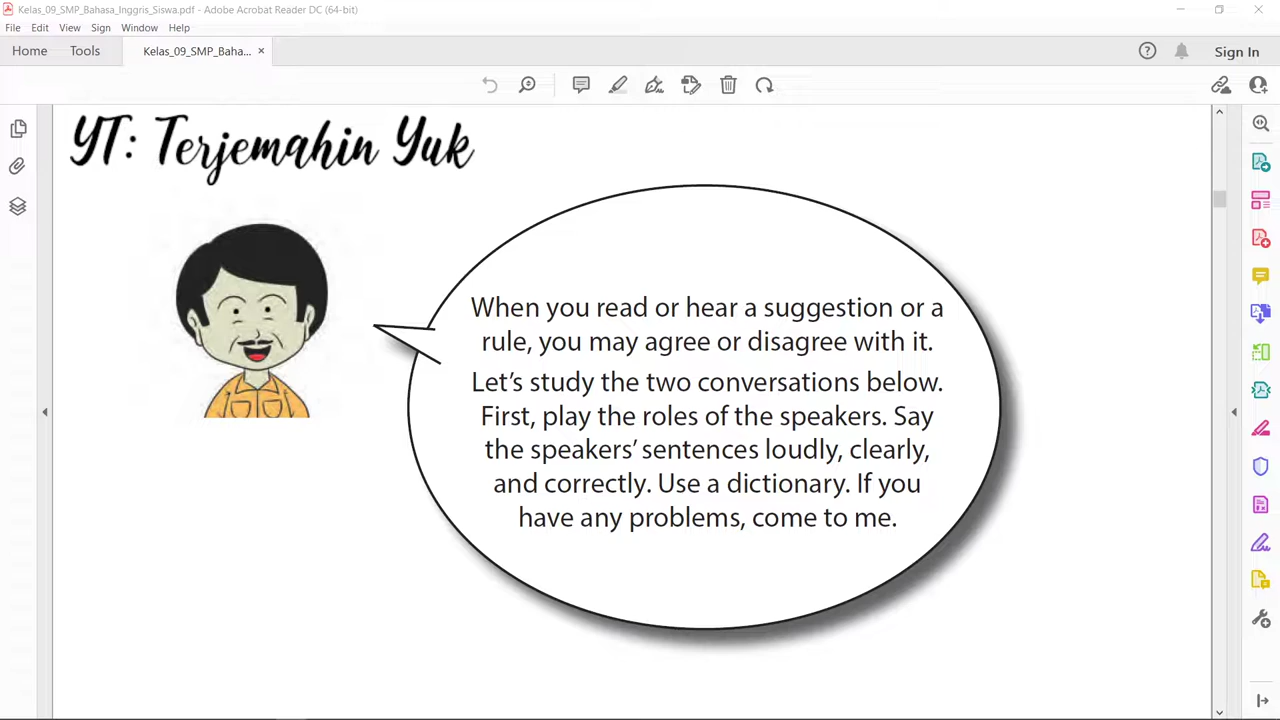 Kelas_09_SMP_Bahasa_Inggris_Siswa.pdf - Adobe Acrobat Reader DC (64-bit)
File Edit View Sign Window Help
Home Tools Kelas_09_SMP_Baha... × Sign In
YT: Terjemahin Yuk
When you read or hear a suggestion or a
rule, you may agree or disagree with it.
Let's study the two conversations below.
First, play the roles of the speakers. Say
the speakers' sentences loudly, clearly,
and correctly. Use a dictionary. If you
have any problems, come to me.